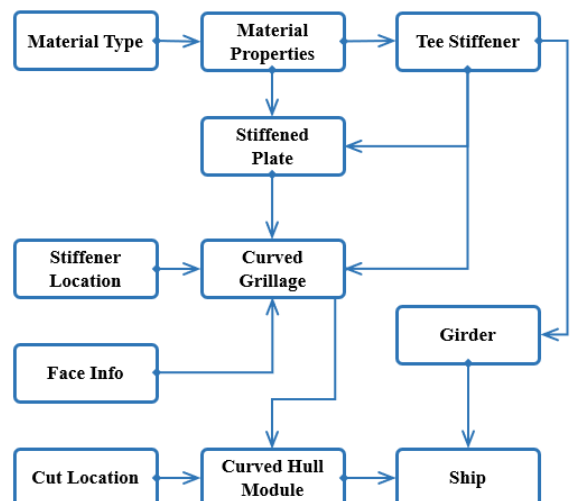 Material Type
Material
Properties
Tee Stiffener
Stiffened
Plate
Stiffener
Location
Curved
Grillage
Girder
Face Info
Cut Location
Curved Hull
Module
Ship